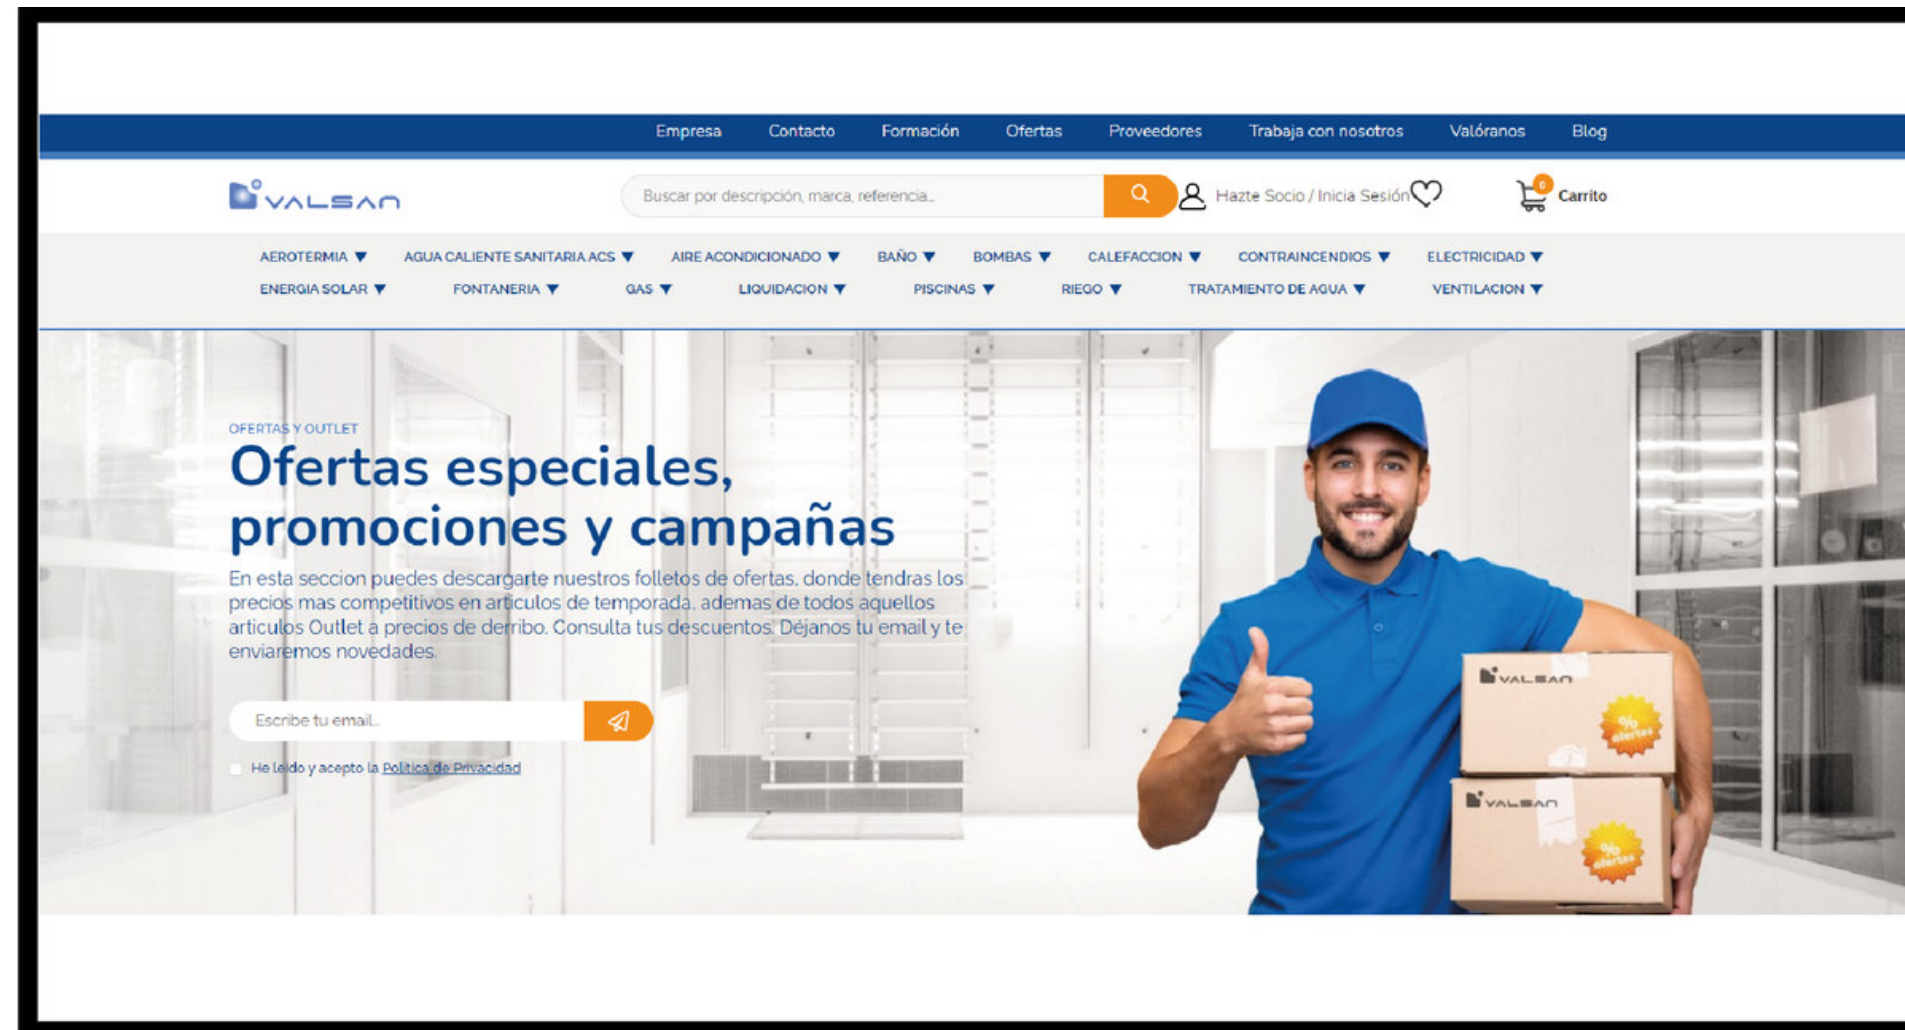 Empresa Contacto Formación Ofertas Proveedores Trabaja con nosotros Valóranos Blog
VALSAN
Buscar por descripción, marca, referencia...
Hazte Socio / Inicia Sesión
0
Carrito
AEROTERMIA ▼ AGUA CALIENTE SANITARIA ACS ▼ AIRE ACONDICIONADO ▼ BAÑO ▼ BOMBAS ▼ CALEFACCION ▼ CONTRAINCENDIOS ▼ ELECTRICIDAD ▼
ENERGIA SOLAR ▼ FONTANERIA ▼ GAS ▼ LIQUIDACION ▼ PISCINAS ▼ RIEGO ▼ TRATAMIENTO DE AGUA ▼ VENTILACION ▼
OFERTAS Y OUTLET
Ofertas especiales,
promociones y campañas
En esta seccion puedes descargarte nuestros folletos de ofertas, donde tendras los
precios mas competitivos en articulos de temporada, ademas de todos aquellos
articulos Outlet a precios de derribo. Consulta tus descuentos. Déjanos tu email y te
enviaremos novedades.
Escribe tu email...
He leido y acepto la Política de Privacidad
VALSAN
% ofertas
VALSAN
% ofertas